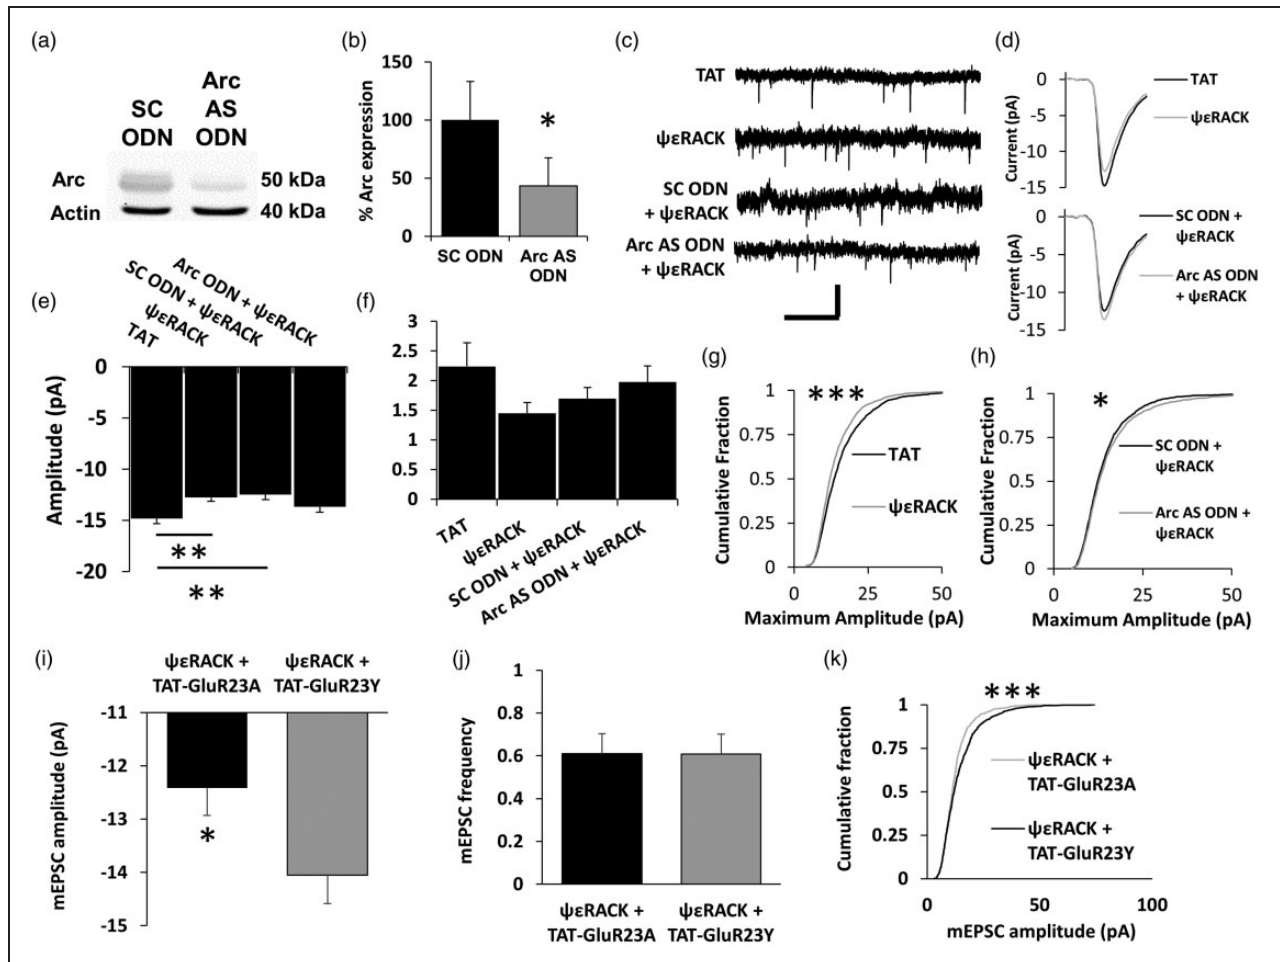 (a)
SC
ODN
Arc
AS
ODN
Arc
50 kDa
Actin
40 kDa
(b)
% Arc expression
150
100
50
0
*
SC ODN
Arc AS
ODN
(c)
TAT
ψεRACK
SC ODN
+ ψεRACK
Arc AS ODN
+ ψεRACK
(d)
Current (pA)
0
-5
-10
-15
TAT
ψεRACK
Current (pA)
0
-5
-10
-15
SC ODN +
ψεRACK
Arc AS ODN
+ ψεRACK
(e)
TAT
ψεRACK
SC ODN + ψεRACK
Arc ODN + ψεRACK
Amplitude (pA)
0
-5
-10
-15
-20
**
**
(f)
3
2.5
2
1.5
1
0.5
0
TAT
ψεRACK
SC ODN + ψεRACK
Arc AS ODN + ψεRACK
(g)
Cumulative Fraction
1
0.75
0.5
0.25
0
***
TAT
ψεRACK
0
25
50
Maximum Amplitude (pA)
(h)
Cumulative Fraction
1
0.75
0.5
0.25
0
*
SC ODN +
ψεRACK
Arc AS ODN +
ψεRACK
0
25
50
Maximum Amplitude (pA)
(i)
ψεRACK +
TAT-GluR23A
ψεRACK +
TAT-GluR23Y
mEPSC amplitude (pA)
-11
-12
-13
-14
-15
*
(j)
mEPSC frequency
1
0.8
0.6
0.4
0.2
0
ψεRACK +
TAT-GluR23A
ψεRACK +
TAT-GluR23Y
(k)
Cumulative fraction
1
0.75
0.5
0.25
0
***
ψεRACK +
TAT-GluR23A
ψεRACK +
TAT-GluR23Y
0
50
100
mEPSC amplitude (pA)